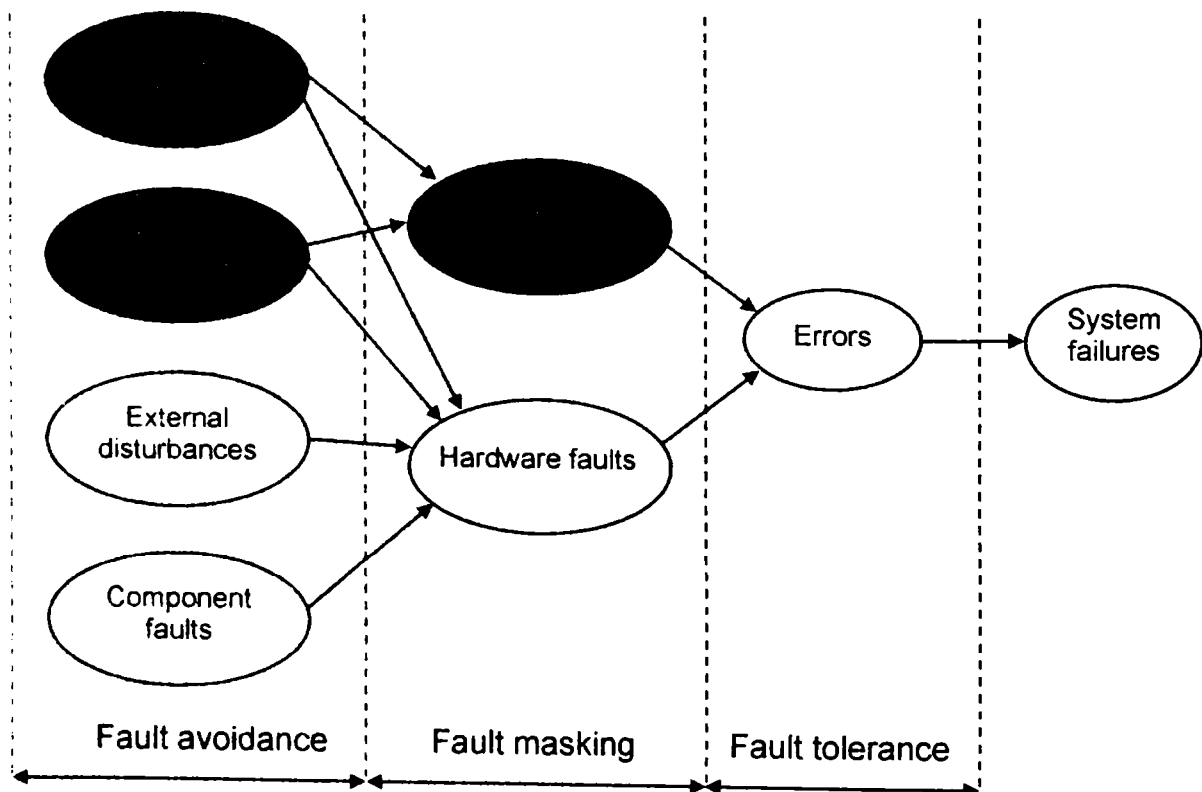 External
disturbances
Component
faults
Hardware faults
Errors
System
failures
Fault avoidance
Fault masking
Fault tolerance